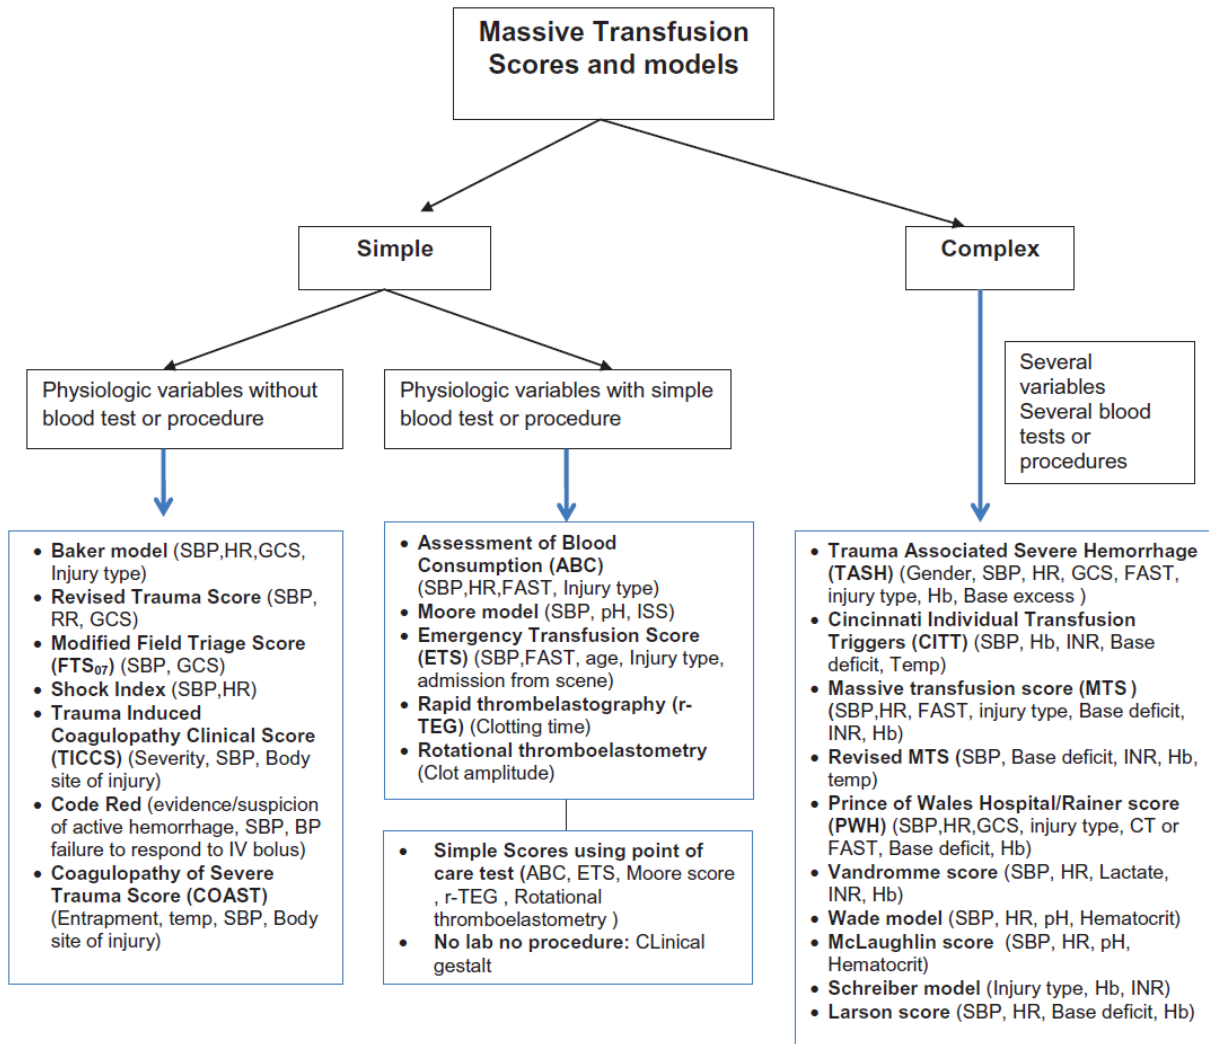 Massive Transfusion
Scores and models
Simple
Complex
Physiologic variables without
blood test or procedure
Physiologic variables with simple
blood test or procedure
Several
variables
Several blood
tests or
procedures
• Baker model (SBP,HR,GCS,
Injury type)
• Revised Trauma Score (SBP,
RR, GCS)
• Modified Field Triage Score
(FTS₀₇) (SBP, GCS)
• Shock Index (SBP,HR)
• Trauma Induced
Coagulopathy Clinical Score
(TICCS) (Severity, SBP, Body
site of injury)
• Code Red (evidence/suspicion
of active hemorrhage, SBP, BP
failure to respond to IV bolus)
• Coagulopathy of Severe
Trauma Score (COAST)
(Entrapment, temp, SBP, Body
site of injury)
• Assessment of Blood
Consumption (ABC)
(SBP,HR,FAST, Injury type)
• Moore model (SBP, pH, ISS)
• Emergency Transfusion Score
(ETS) (SBP,FAST, age, Injury type,
admission from scene)
• Rapid thrombelastography (r-
TEG) (Clotting time)
• Rotational thromboelastometry
(Clot amplitude)
• Simple Scores using point of
care test (ABC, ETS, Moore score
, r-TEG , Rotational
thromboelastometry )
• No lab no procedure: CLinical
gestalt
• Trauma Associated Severe Hemorrhage
(TASH) (Gender, SBP, HR, GCS, FAST,
injury type, Hb, Base excess )
• Cincinnati Individual Transfusion
Triggers (CITT) (SBP, Hb, INR, Base
deficit, Temp)
• Massive transfusion score (MTS )
(SBP,HR, FAST, injury type, Base deficit,
INR, Hb)
• Revised MTS (SBP, Base deficit, INR, Hb,
temp)
• Prince of Wales Hospital/Rainer score
(PWH) (SBP,HR,GCS, injury type, CT or
FAST, Base deficit, Hb)
• Vandromme score (SBP, HR, Lactate,
INR, Hb)
• Wade model (SBP, HR, pH, Hematocrit)
• McLaughlin score (SBP, HR, pH,
Hematocrit)
• Schreiber model (Injury type, Hb, INR)
• Larson score (SBP, HR, Base deficit, Hb)